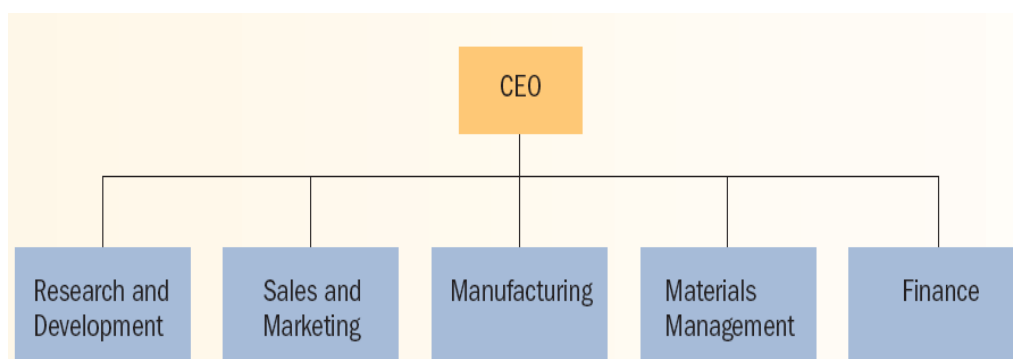 CEO
Research and
Development
Sales and
Marketing
Manufacturing
Materials
Management
Finance